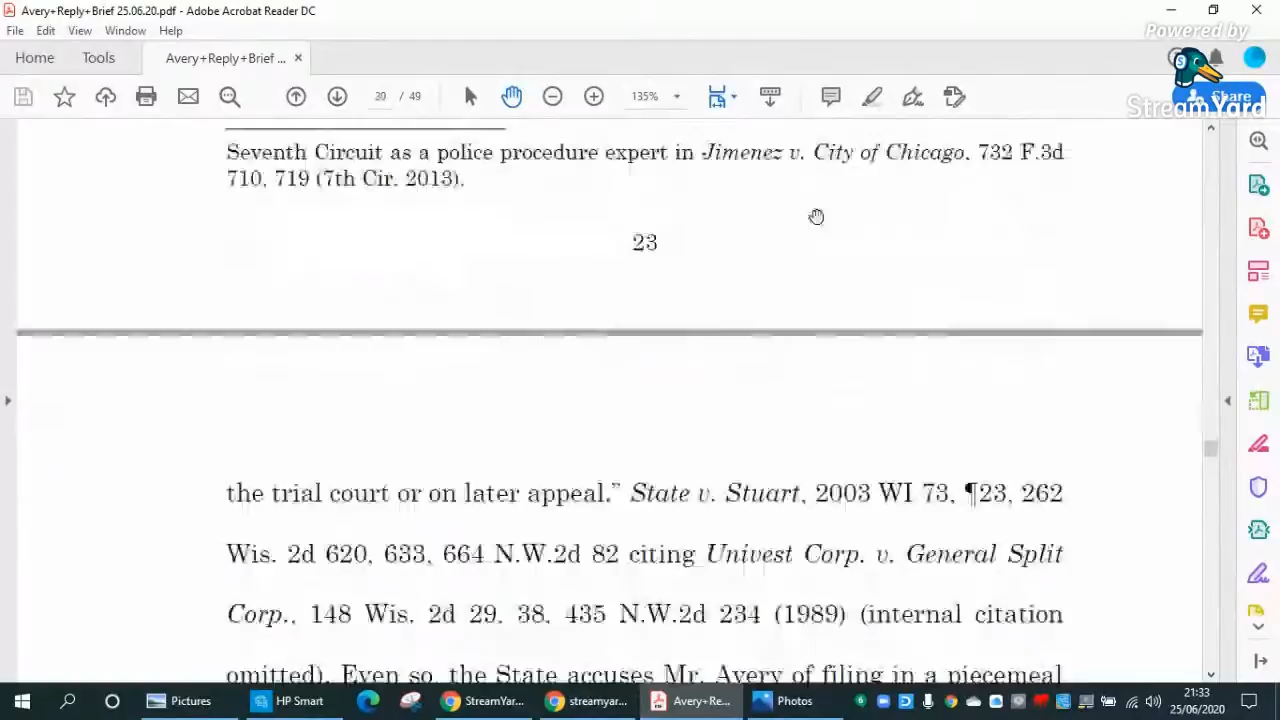 Avery+Reply+Brief 25.06.20.pdf - Adobe Acrobat Reader DC
File Edit View Window Help
Powered by
Home Tools Avery+Reply+Brief ... ×
30 / 49 135% Share
StreamYard
Seventh Circuit as a police procedure expert in Jimenez v. City of Chicago, 732 F.3d
710, 719 (7th Cir. 2013).
23
the trial court or on later appeal.” State v. Stuart, 2003 WI 73, ¶23, 262
Wis. 2d 620, 633, 664 N.W.2d 82 citing Univest Corp. v. General Split
Corp., 148 Wis. 2d 29, 38, 435 N.W.2d 234 (1989) (internal citation
omitted). Even so, the State accuses Mr. Avery of filing in a piecemeal
Pictures HP Smart StreamYar... streamyar... Avery+Re... Photos
21:33
25/06/2020